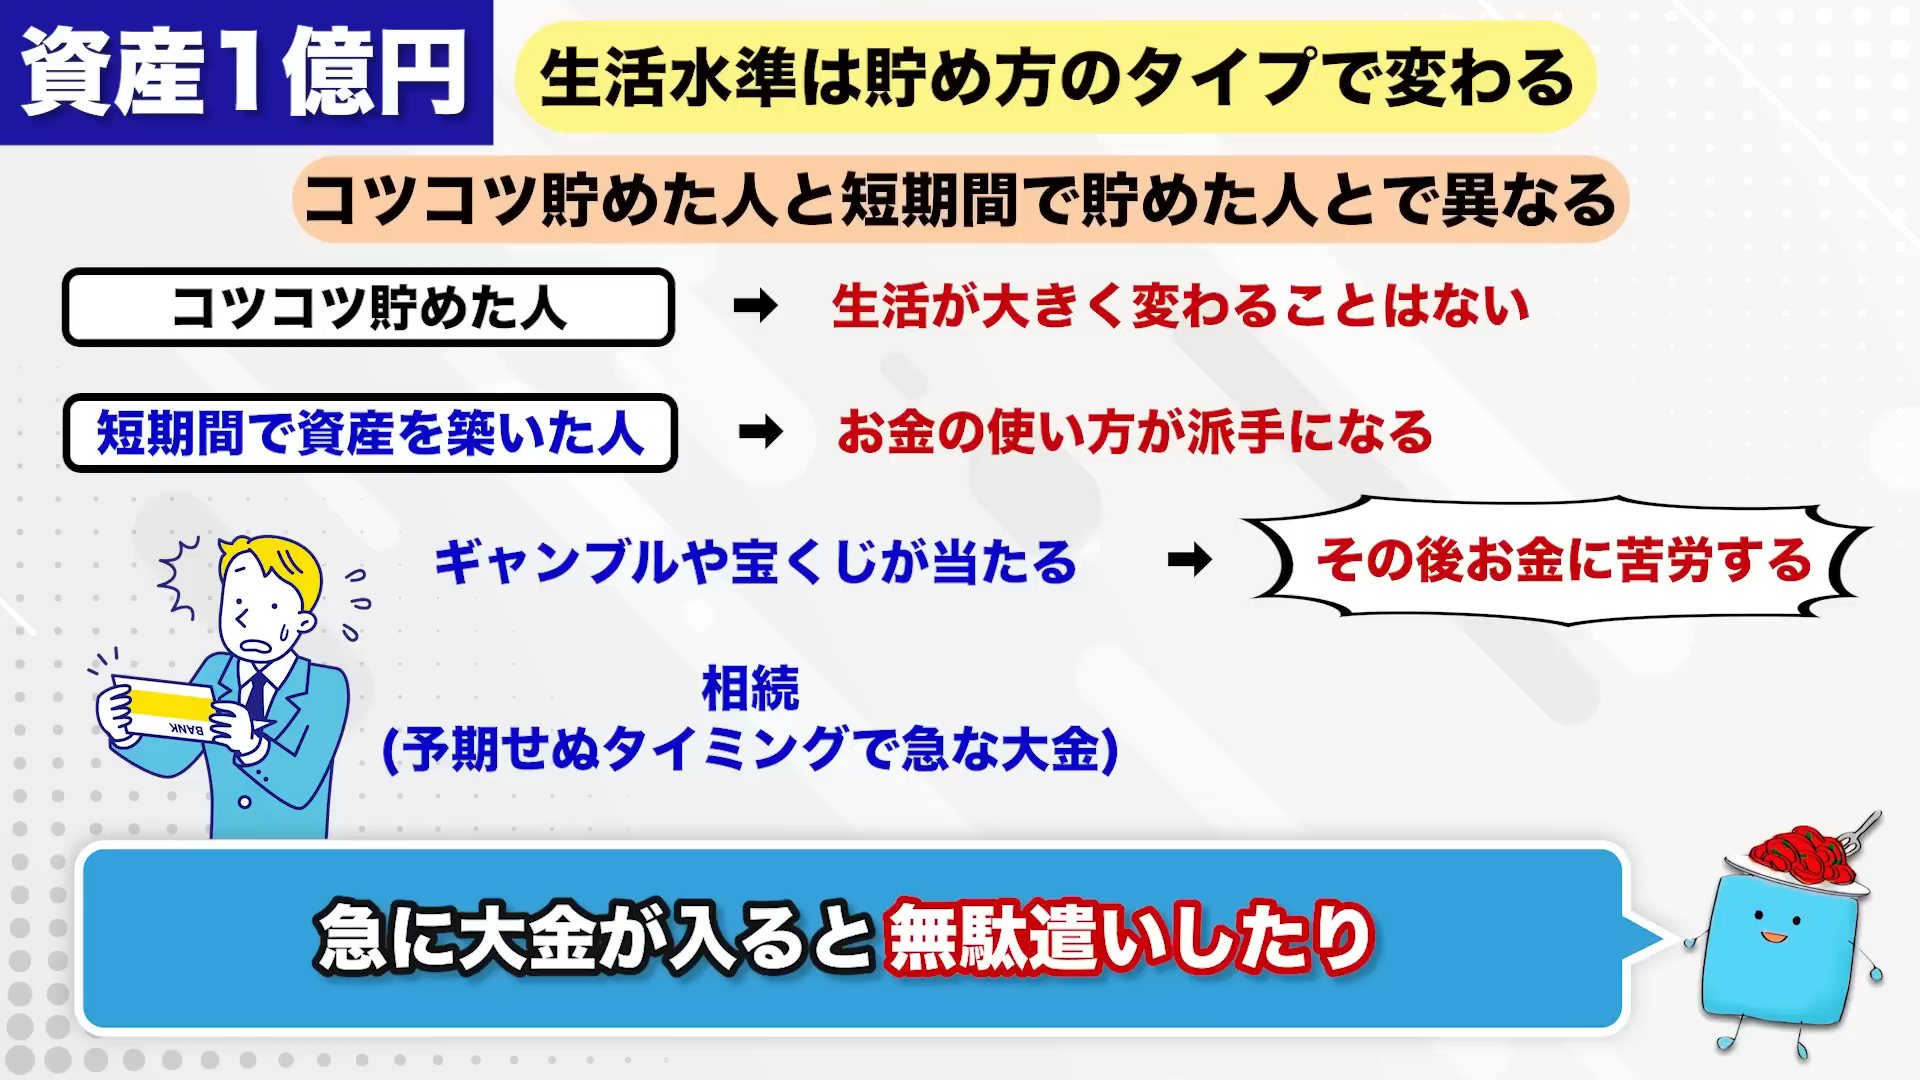 資産1億円
生活水準は貯め方のタイプで変わる
コツコツ貯めた人と短期間で貯めた人とで異なる
コツコツ貯めた人 ➡ 生活が大きく変わることはない
短期間で資産を築いた人 ➡ お金の使い方が派手になる
ギャンブルや宝くじが当たる ➡ その後お金に苦労する
相続
(予期せぬタイミングで急な大金)
BANK
急に大金が入ると無駄遣いしたり